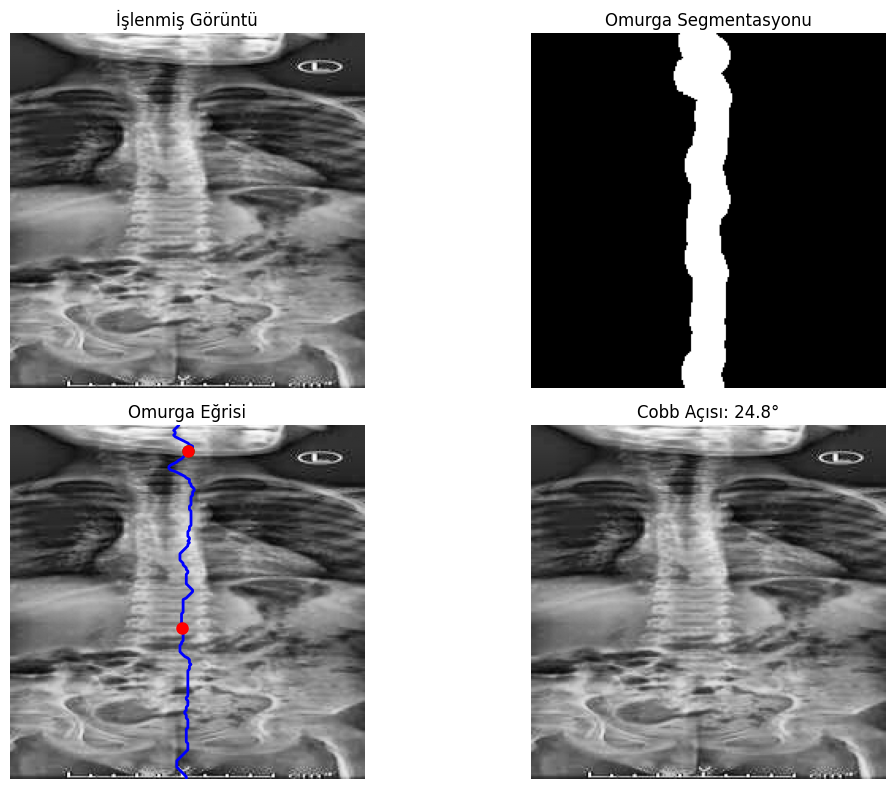 İşlenmiş Görüntü
Omurga Segmentasyonu
L
Omurga Eğrisi
Cobb Açısı: 24.8°
L
L